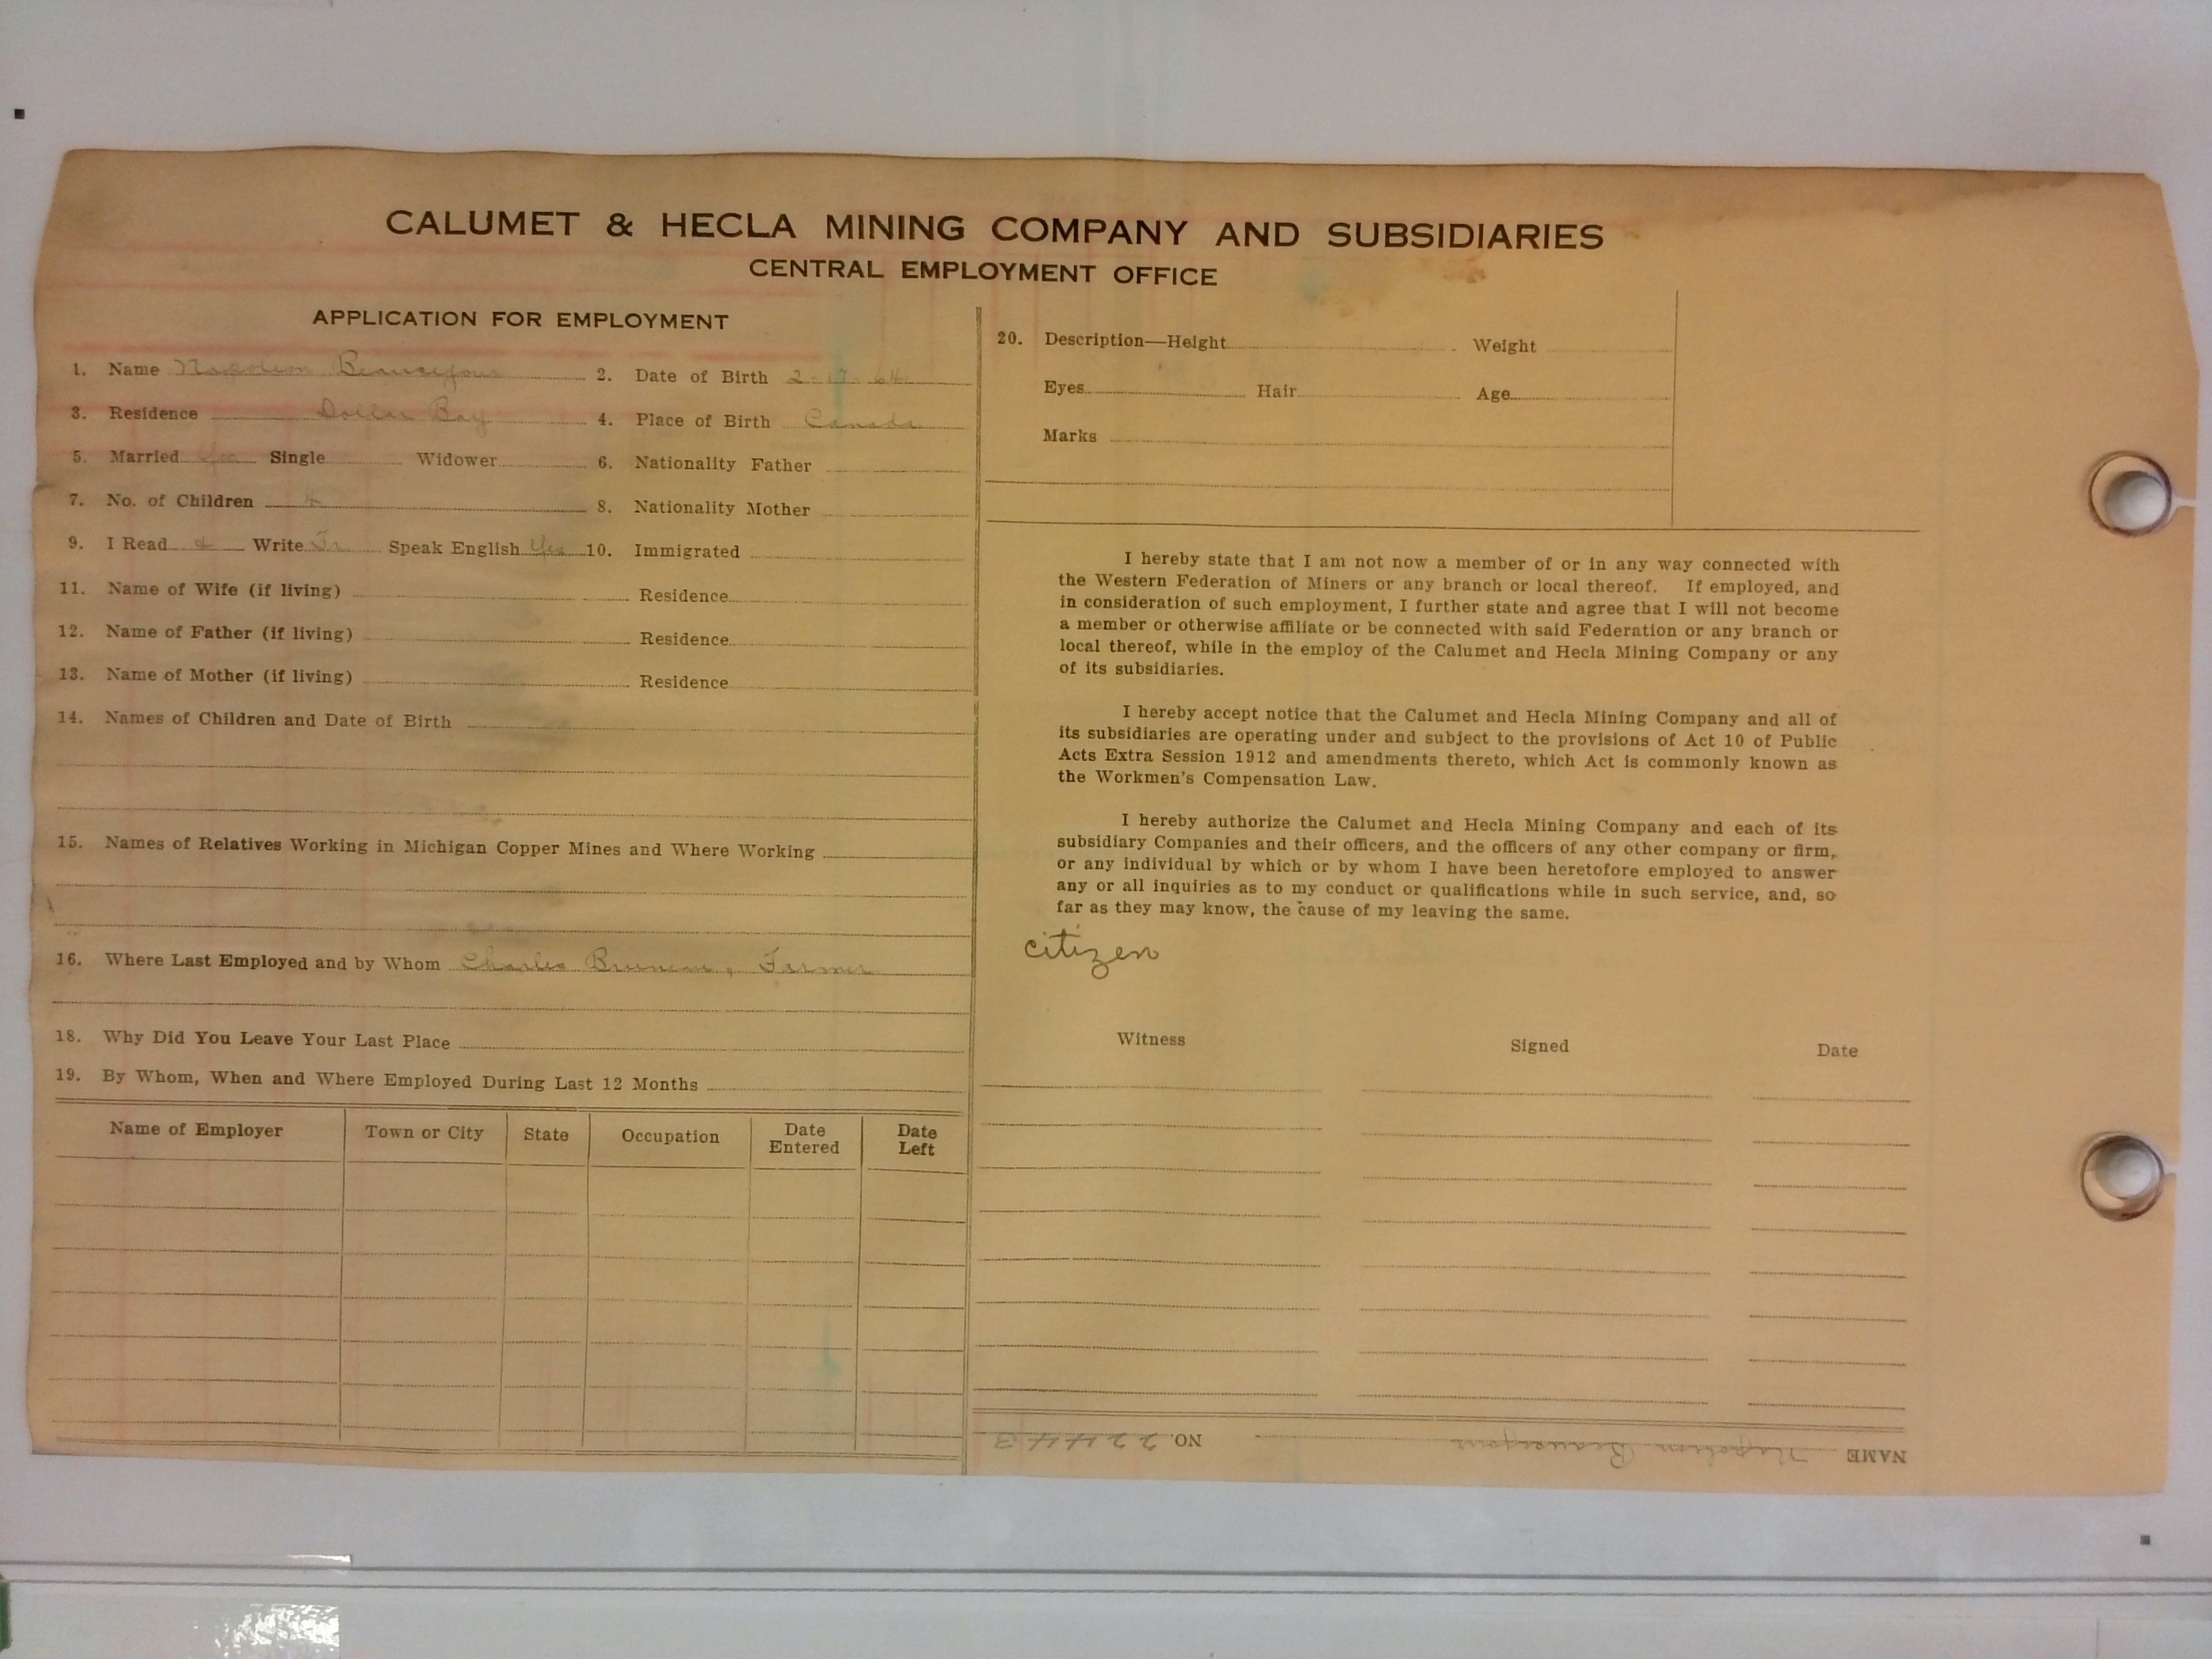 CALUMET & HECLA MINING COMPANY AND SUBSIDIARIES
CENTRAL EMPLOYMENT OFFICE
APPLICATION FOR EMPLOYMENT
1. Name Napoleon 2. Date of Birth 2-17-64
3. Residence Dollar Bay 4. Place of Birth Canada
5. Married Yes Single Widower 6. Nationality Father
7. No. of Children 4 8. Nationality Mother
9. I Read & Write Fr Speak English Yes 10. Immigrated
11. Name of Wife (if living) Residence
12. Name of Father (if living) Residence
13. Name of Mother (if living) Residence
14. Names of Children and Date of Birth
15. Names of Relatives Working in Michigan Copper Mines and Where Working
16. Where Last Employed and by Whom Charles , Farmer
18. Why Did You Leave Your Last Place
19. By Whom, When and Where Employed During Last 12 Months
Name of Employer Town or City State Occupation Date Entered Date Left
20. Description—Height Weight
Eyes Hair Age
Marks
I hereby state that I am not now a member of or in any way connected with
the Western Federation of Miners or any branch or local thereof. If employed, and
in consideration of such employment, I further state and agree that I will not become
a member or otherwise affiliate or be connected with said Federation or any branch or
local thereof, while in the employ of the Calumet and Hecla Mining Company or any
of its subsidiaries.
I hereby accept notice that the Calumet and Hecla Mining Company and all of
its subsidiaries are operating under and subject to the provisions of Act 10 of Public
Acts Extra Session 1912 and amendments thereto, which Act is commonly known as
the Workmen's Compensation Law.
I hereby authorize the Calumet and Hecla Mining Company and each of its
subsidiary Companies and their officers, and the officers of any other company or firm,
or any individual by which or by whom I have been heretofore employed to answer
any or all inquiries as to my conduct or qualifications while in such service, and, so
far as they may know, the cause of my leaving the same.
citizen
Witness Signed Date
NAME Napoleon NO. 22443